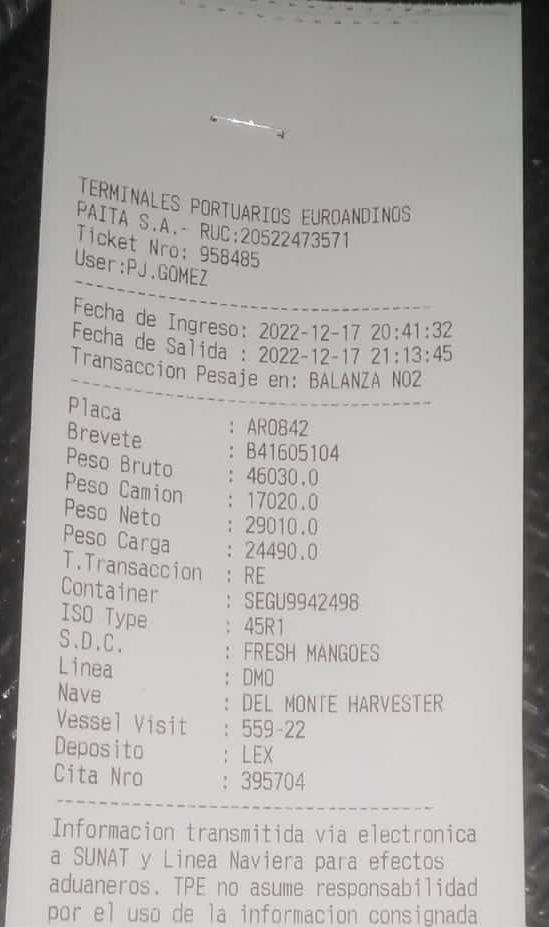 TERMINALES PORTUARIOS EUROANDINOS
PAITA S.A.- RUC:20522473571
Ticket Nro: 958485
User:PJ.GOMEZ
Fecha de Ingreso: 2022-12-17 20:41:32
Fecha de Salida : 2022-12-17 21:13:45
Transaccion Pesaje en: BALANZA NO2
Placa : ARO842
Brevete : B41605104
Peso Bruto : 46030.0
Peso Camion : 17020.0
Peso Neto : 29010.0
Peso Carga : 24490.0
T.Transaccion : RE
Container : SEGU9942498
ISO Type : 45R1
S.D.C. : FRESH MANGOES
Linea : DMO
Nave : DEL MONTE HARVESTER
Vessel Visit : 559-22
Deposito : LEX
Cita Nro : 395704
Informacion transmitida via electronica
a SUNAT y Linea Naviera para efectos
aduaneros. TPE no asume responsabilidad
por el uso de la informacion consignada